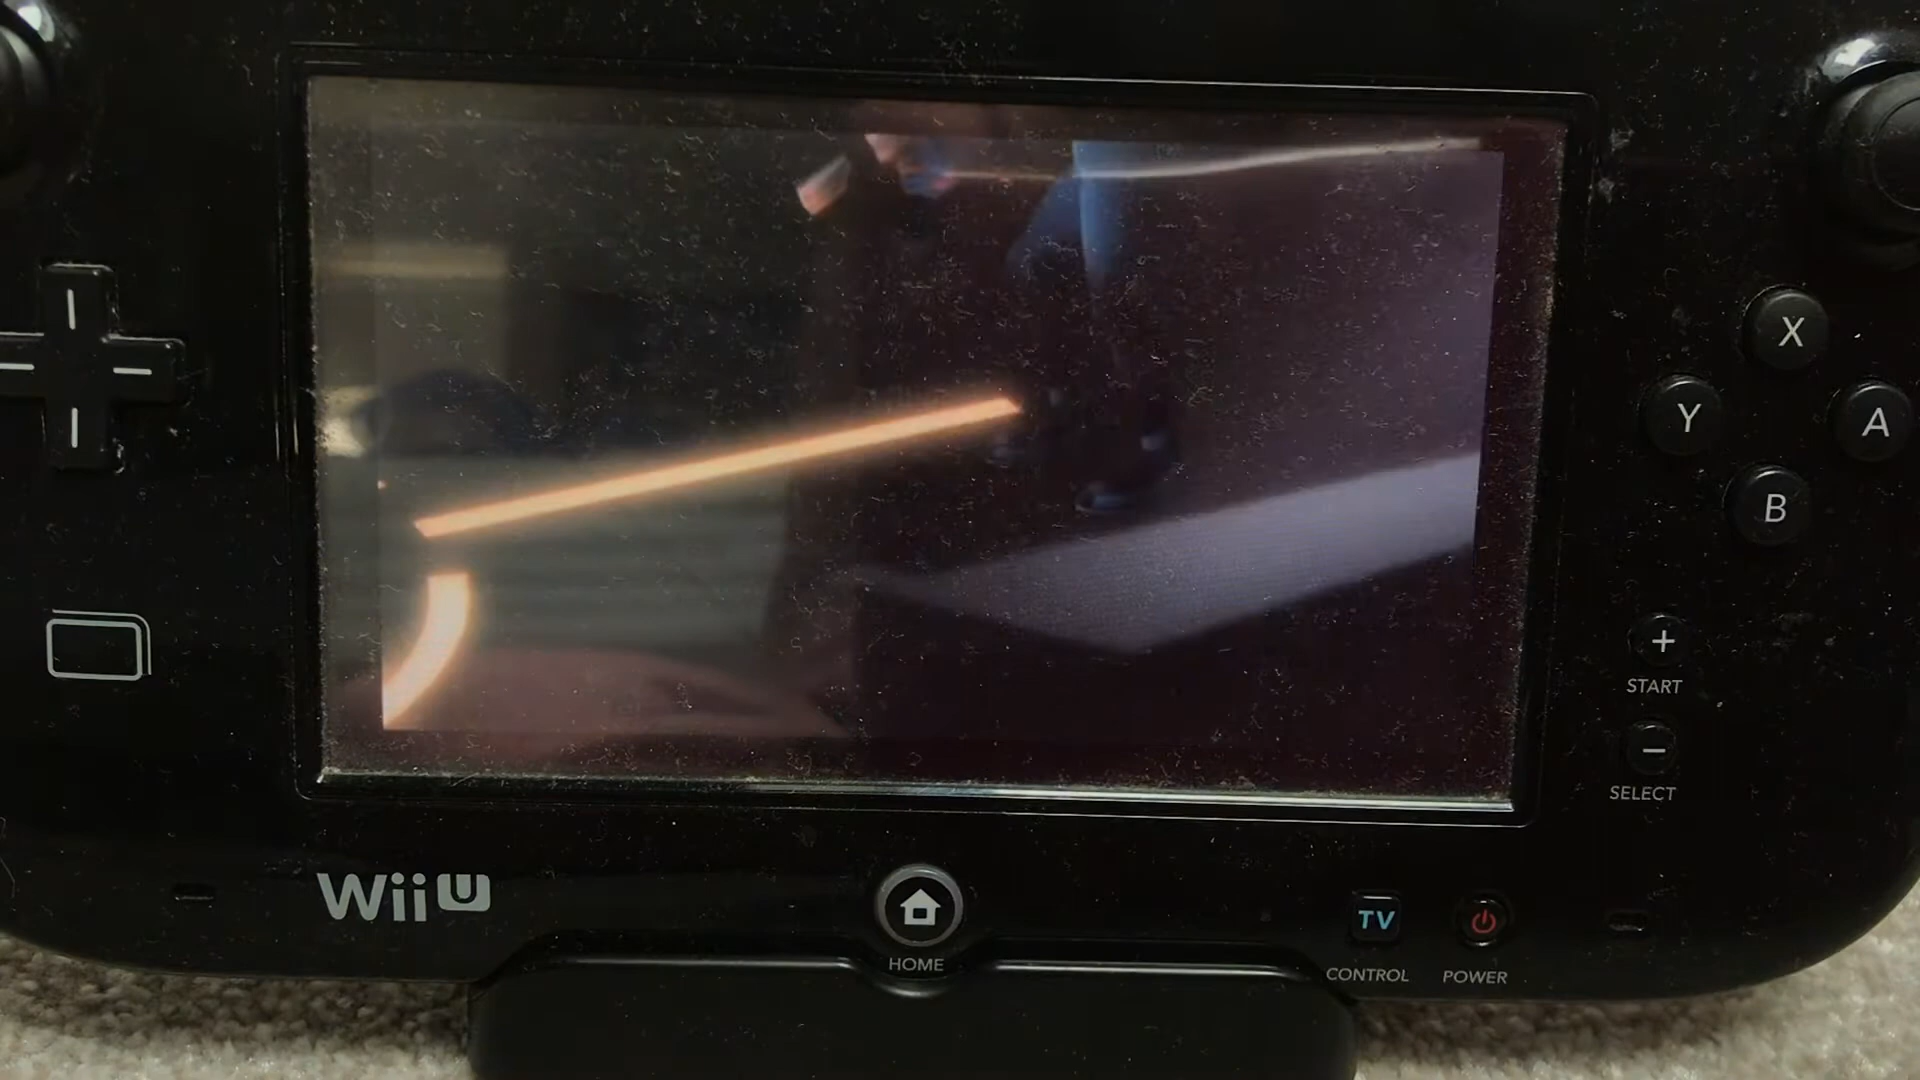 X
Y
A
B
+
START
−
SELECT
Wii U
HOME
TV
CONTROL
POWER